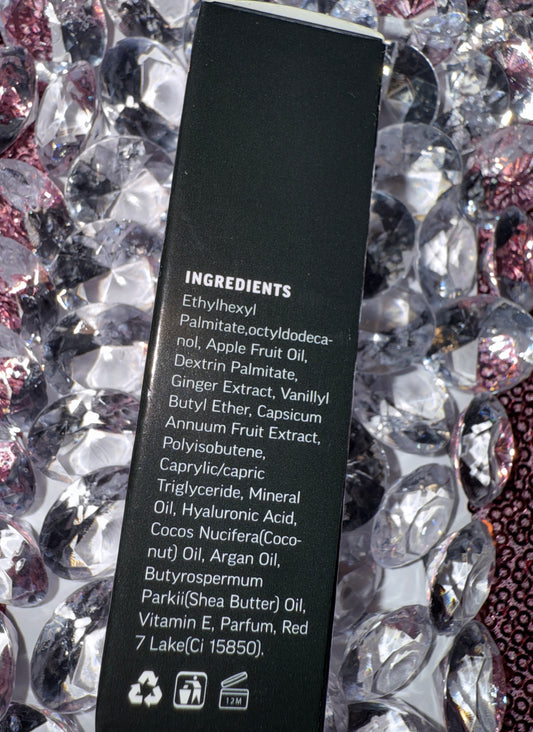 INGREDIENTS
Ethylhexyl
Palmitate,octyldodeca-
nol, Apple Fruit Oil,
Dextrin Palmitate,
Ginger Extract, Vanillyl
Butyl Ether, Capsicum
Annuum Fruit Extract,
Polyisobutene,
Caprylic/capric
Triglyceride, Mineral
Oil, Hyaluronic Acid,
Cocos Nucifera(Coco-
nut) Oil, Argan Oil,
Butyrospermum
Parkii(Shea Butter) Oil,
Vitamin E, Parfum, Red
7 Lake(Ci 15850).
12M